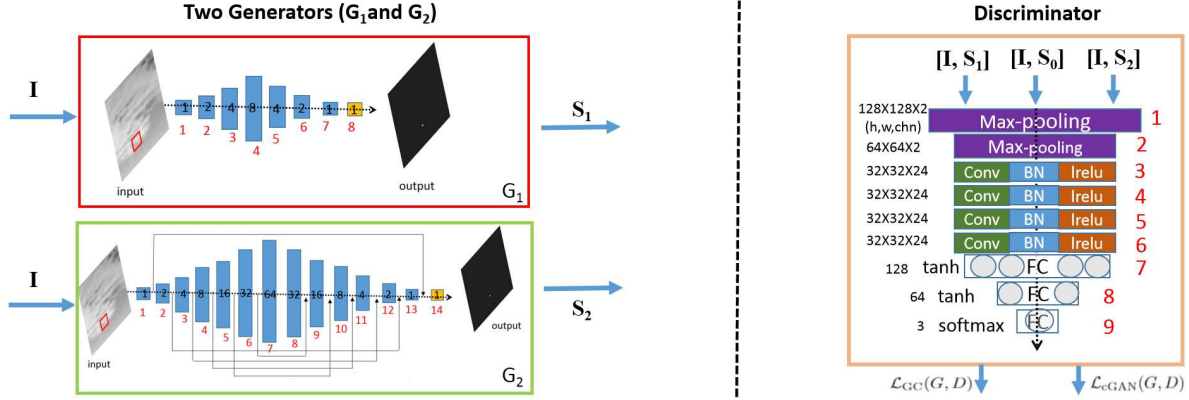 Two Generators (G₁and G₂)
I
1 2 4 8 4 2 1 1
1 2 3 4 5 6 7 8
input
output
G₁
S₁
I
1 2 4 8 16 32 64 32 16 8 4 2 1 1
1 2 3 4 5 6 7 8 9 10 11 12 13 14
input
output
G₂
S₂
Discriminator
[I, S₁] [I, S₀] [I, S₂]
128X128X2 Max-pooling 1
(h,w,chn)
64X64X2 Max-pooling 2
32X32X24 Conv BN lrelu 3
32X32X24 Conv BN lrelu 4
32X32X24 Conv BN lrelu 5
32X32X24 Conv BN lrelu 6
128 tanh FC 7
64 tanh FC 8
3 softmax FC 9
ℒGC(G, D) ℒcGAN(G, D)